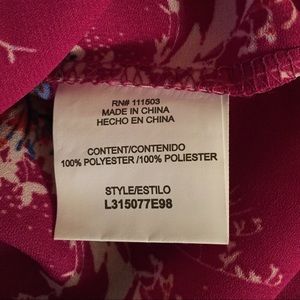 RN# 111503
MADE IN CHINA
HECHO EN CHINA
CONTENT/CONTENIDO
100% POLYESTER/100% POLIESTER
STYLE/ESTILO
L315077E98